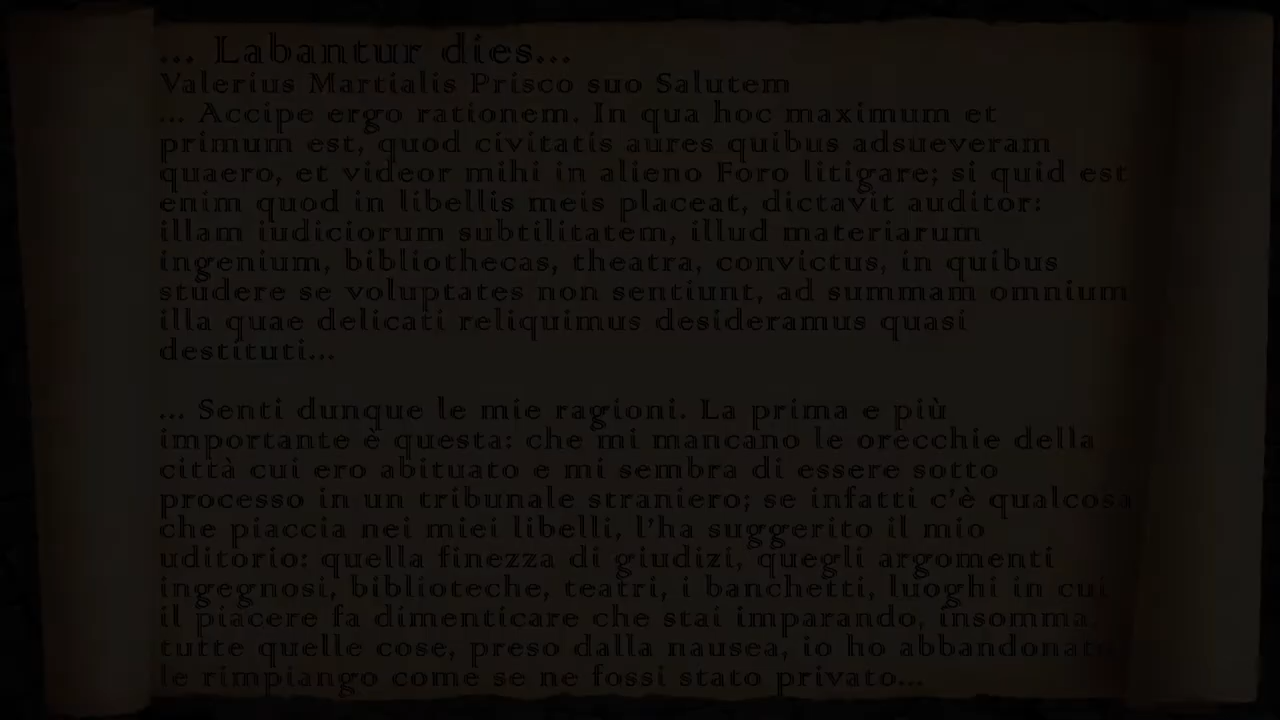 ... Labantur dies...
Valerius Martialis Prisco suo Salutem
... Accipe ergo rationem. In qua hoc maximum et
primum est, quod civitatis aures quibus adsueveram
quaero, et videor mihi in alieno Foro litigare; si quid est
enim quod in libellis meis placeat, dictavit auditor:
illam iudiciorum subtilitatem, illud materiarum
ingenium, bibliothecas, theatra, convictus, in quibus
studere se voluptates non sentiunt, ad summam omnium
illa quae delicati reliquimus desideramus quasi
destituti...
... Senti dunque le mie ragioni. La prima e più
importante è questa: che mi mancano le orecchie della
città cui ero abituato e mi sembra di essere sotto
processo in un tribunale straniero; se infatti c'è qualcosa
che piaccia nei miei libelli, l'ha suggerito il mio
uditorio: quella finezza di giudizi, quegli argomenti
ingegnosi, biblioteche, teatri, i banchetti, luoghi in cui
il piacere fa dimenticare che stai imparando, insomma
tutte quelle cose, preso dalla nausea, io ho
le rimpiango come se ne fossi stato privato...